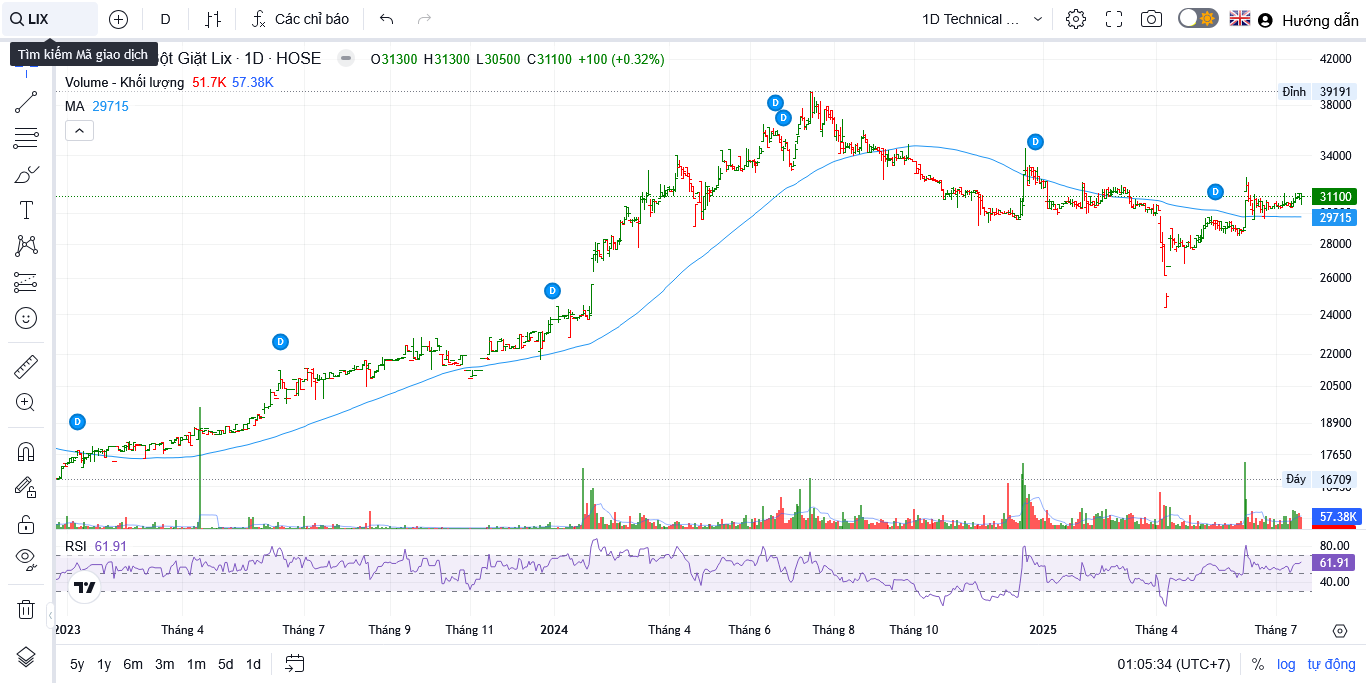 LIX
D
Các chỉ báo
1D Technical ...
Hướng dẫn
Tìm kiếm Mã giao dịch
ột Giặt Lix · 1D · HOSE
O31300 H31300 L30500 C31100 +100 (+0.32%)
Volume - Khối lượng 51.7K 57.38K
MA 29715
42000
Đỉnh 39191
38000
34000
31100
29715
28000
26000
24000
22000
20500
18900
17650
Đáy 16709
57.38K
D
D
D
D
D
D
D
RSI 61.91
80.00
61.91
40.00
2023 Tháng 4 Tháng 7 Tháng 9 Tháng 11 2024 Tháng 4 Tháng 6 Tháng 8 Tháng 10 2025 Tháng 4 Tháng 7
5y 1y 6m 3m 1m 5d 1d
01:05:34 (UTC+7) % log tự động